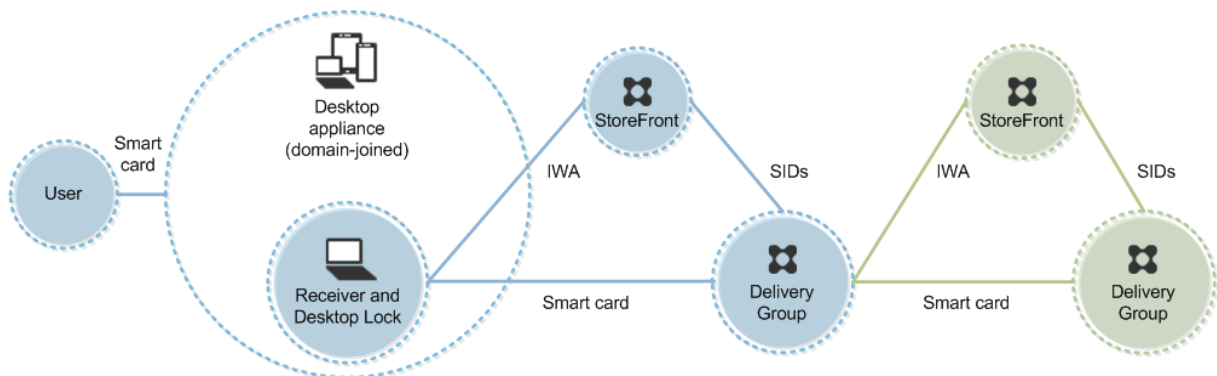 User
Smart
card
Desktop
appliance
(domain-joined)
Receiver and
Desktop Lock
IWA
StoreFront
SIDs
Smart card
Delivery
Group
IWA
StoreFront
SIDs
Smart card
Delivery
Group